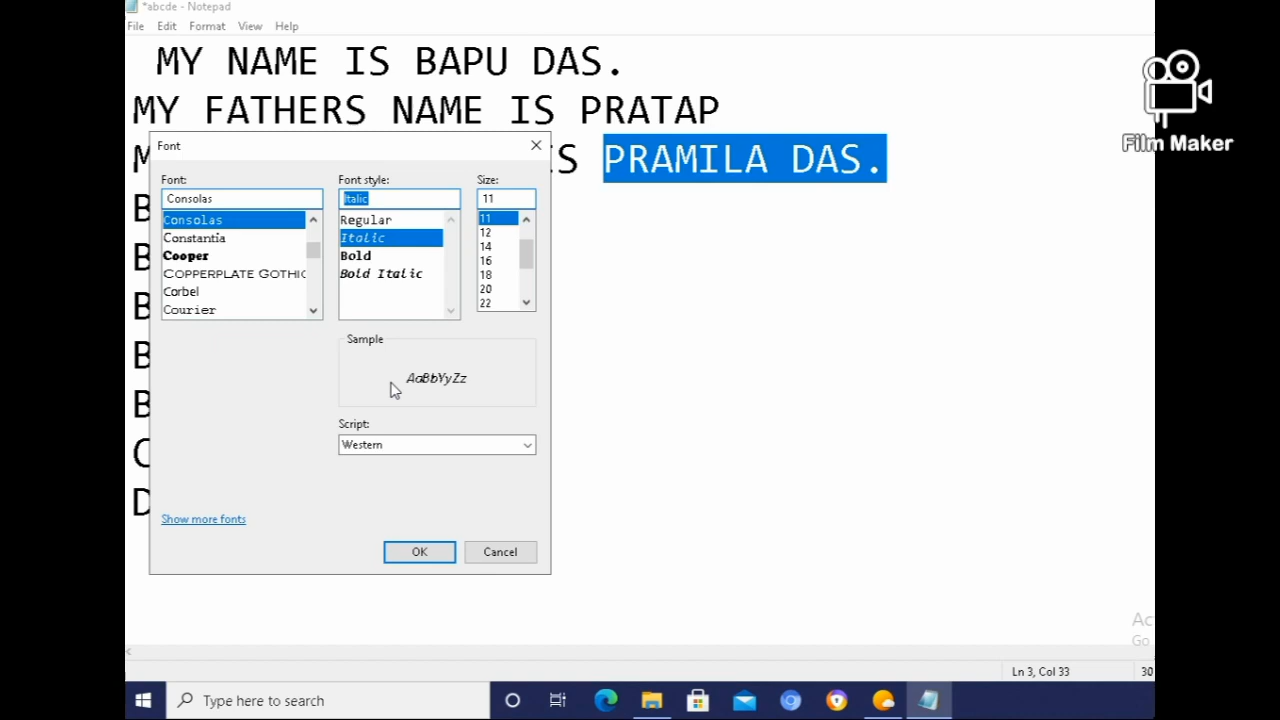 *abcde - Notepad
File Edit Format View Help
MY NAME IS BAPU DAS.
MY FATHERS NAME IS PRATAP
M IS PRAMILA DAS.
B
B
B
B
B
C
D
Font
Font: Font style: Size:
Consolas Italic 11
Consolas Regular 11
Constantia Italic 12
Cooper Bold 14
COPPERPLATE GOTHIC Bold Italic 16
Corbel 18
Courier 20
22
Sample
AaBbYyZz
Script:
Western
Show more fonts
OK Cancel
Film Maker
Ac
Go
Ln 3, Col 33 30
Type here to search